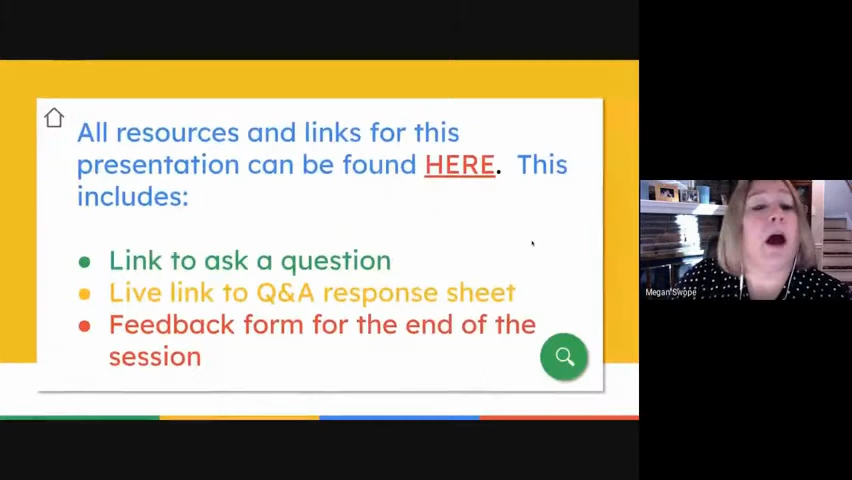 All resources and links for this
presentation can be found HERE. This
includes:
● Link to ask a question
● Live link to Q&A response sheet
● Feedback form for the end of the
session
Megan Swope